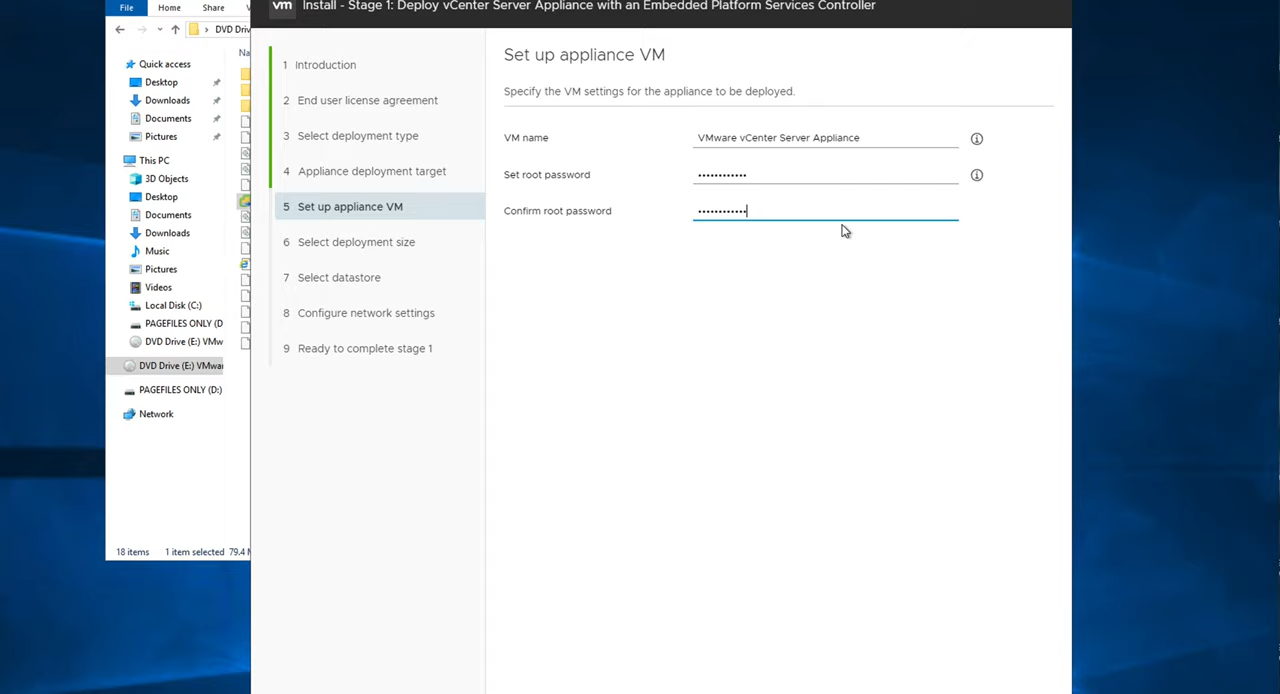 File Home Share V
vm Install - Stage 1: Deploy vCenter Server Appliance with an Embedded Platform Services Controller
DVD Driv
Na
Quick access
Desktop
Downloads
Documents
Pictures
This PC
3D Objects
Desktop
Documents
Downloads
Music
Pictures
Videos
Local Disk (C:)
PAGEFILES ONLY (D
DVD Drive (E:) VMw
DVD Drive (E:) VMwar
PAGEFILES ONLY (D:)
Network
18 items 1 item selected 79.4 M
1 Introduction
2 End user license agreement
3 Select deployment type
4 Appliance deployment target
5 Set up appliance VM
6 Select deployment size
7 Select datastore
8 Configure network settings
9 Ready to complete stage 1
Set up appliance VM
Specify the VM settings for the appliance to be deployed.
VM name VMware vCenter Server Appliance
Set root password ••••••••••••
Confirm root password ••••••••••••